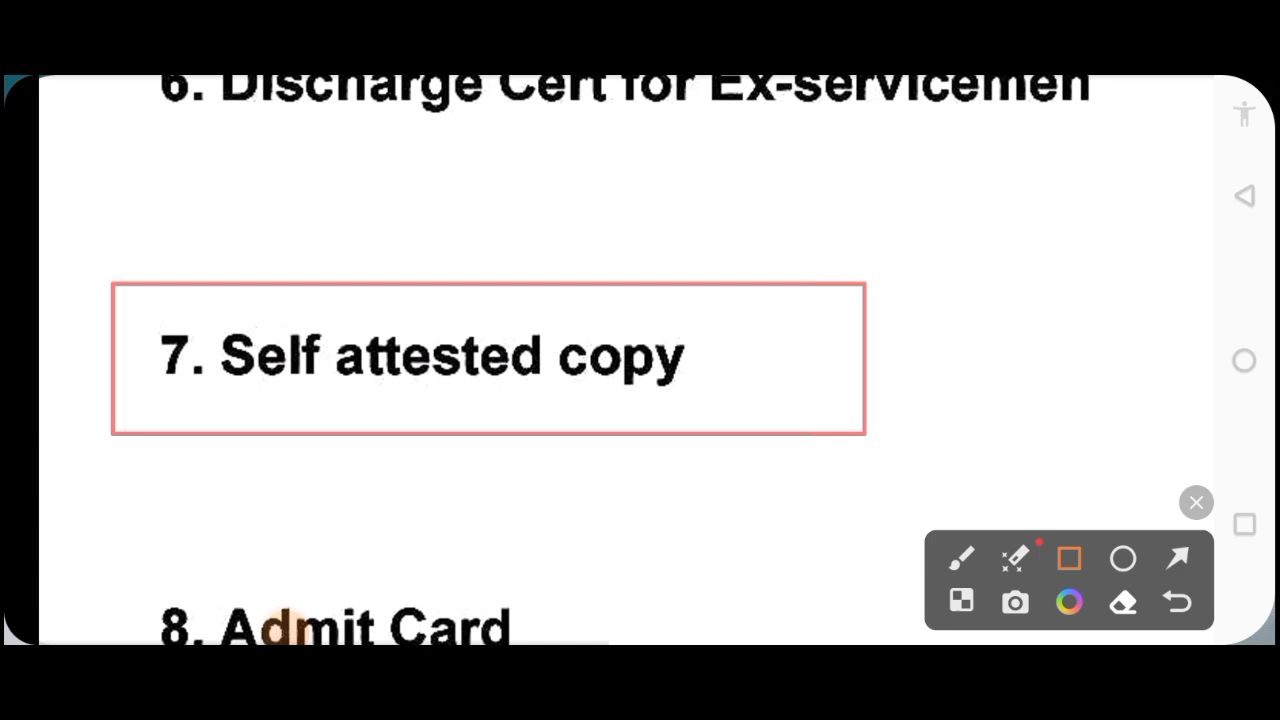 6. Discharge Cert for Ex-servicemen
7. Self attested copy
8. Admit Card